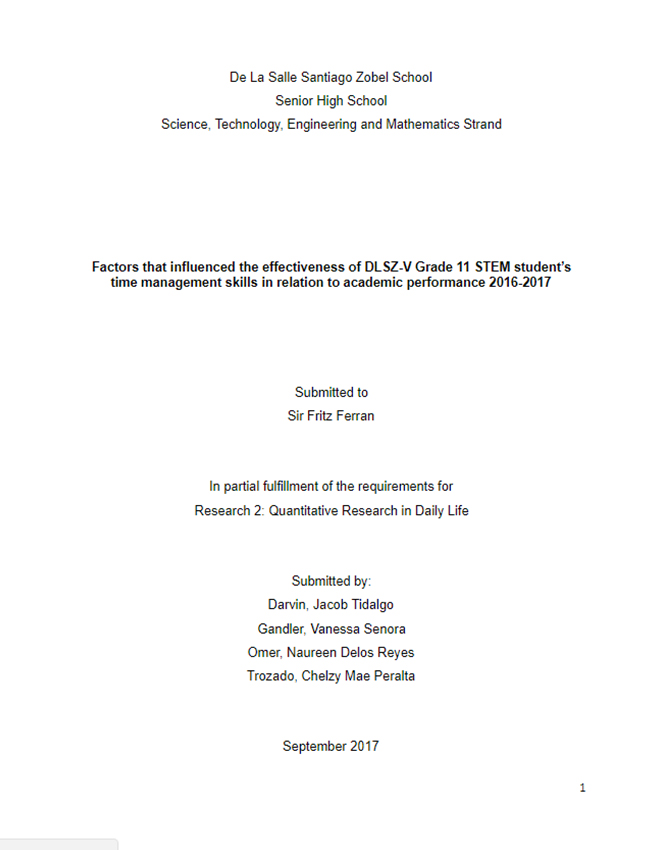 De La Salle Santiago Zobel School
Senior High School
Science, Technology, Engineering and Mathematics Strand
Factors that influenced the effectiveness of DLSZ-V Grade 11 STEM student's
time management skills in relation to academic performance 2016-2017
Submitted to
Sir Fritz Ferran
In partial fulfillment of the requirements for
Research 2: Quantitative Research in Daily Life
Submitted by:
Darvin, Jacob Tidalgo
Gandler, Vanessa Senora
Omer, Naureen Delos Reyes
Trozado, Chelzy Mae Peralta
September 2017
1